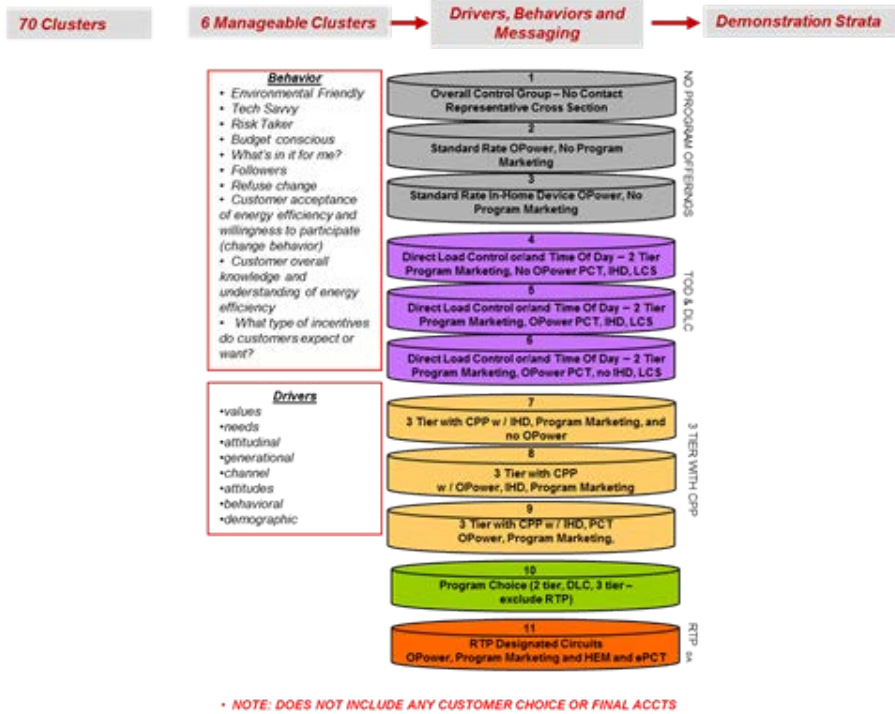 70 Clusters
6 Manageable Clusters
Drivers, Behaviors and
Messaging
Demonstration Strata
Behavior
• Environmental Friendly
• Tech Savvy
• Risk Taker
• Budget conscious
• What's in it for me?
• Followers
• Refuse change
• Customer acceptance
of energy efficiency and
willingness to participate
(change behavior)
• Customer overall
knowledge and
understanding of energy
efficiency
• What type of incentives
do customers expect or
want?
Drivers
•values
•needs
•attitudinal
•generational
•channel
•attitudes
•behavioral
•demographic
1
Overall Control Group – No Contact
Representative Cross Section
2
Standard Rate OPower, No Program
Marketing
3
Standard Rate In-Home Device OPower, No
Program Marketing
NO PROGRAM OFFERINGS
4
Direct Load Control or/and Time Of Day – 2 Tier
Program Marketing, No OPower PCT, IHD, LCS
5
Direct Load Control or/and Time Of Day – 2 Tier
Program Marketing, OPower PCT, IHD, LCS
6
Direct Load Control or/and Time Of Day – 2 Tier
Program Marketing, OPower PCT, no IHD, LCS
TOD & DLC
7
3 Tier with CPP w / IHD, Program Marketing, and
no OPower
8
3 Tier with CPP
w / OPower, IHD, Program Marketing
9
3 Tier with CPP w / IHD, PCT
OPower, Program Marketing.
3 TIER WITH CPP
10
Program Choice (2 tier, DLC, 3 tier –
exclude RTP)
11
RTP Designated Circuits
OPower, Program Marketing and HEM and ePCT
RTP
• NOTE: DOES NOT INCLUDE ANY CUSTOMER CHOICE OR FINAL ACCTS